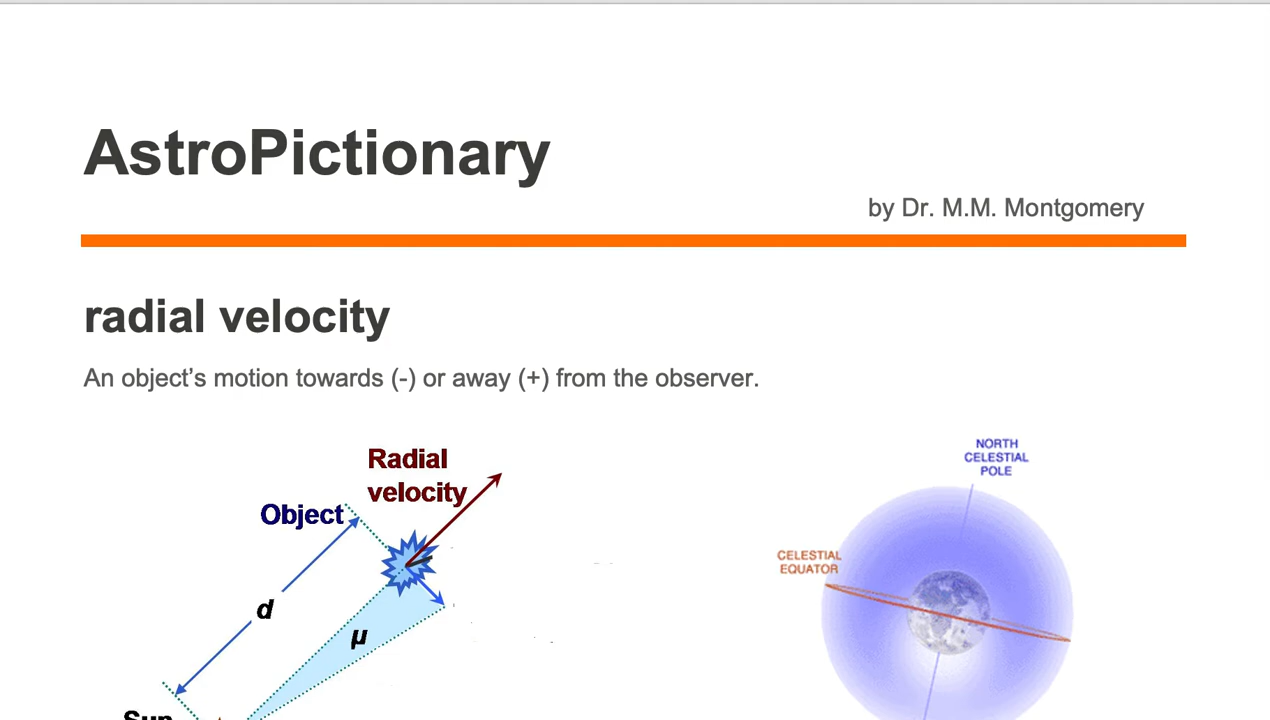 AstroPictionary
by Dr. M.M. Montgomery
radial velocity
An object’s motion towards (-) or away (+) from the observer.
Radial
velocity
Object
d
μ
Sun
NORTH
CELESTIAL
POLE
CELESTIAL
EQUATOR